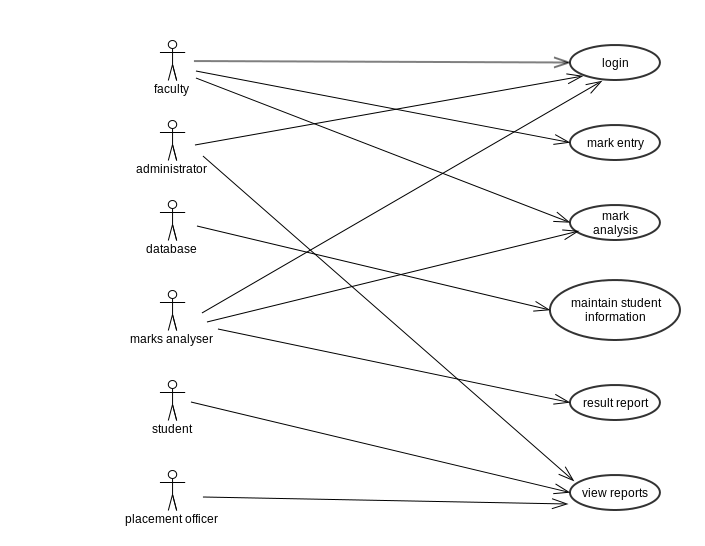 faculty
login
mark entry
administrator
mark
analysis
database
maintain student
information
marks analyser
result report
student
view reports
placement officer